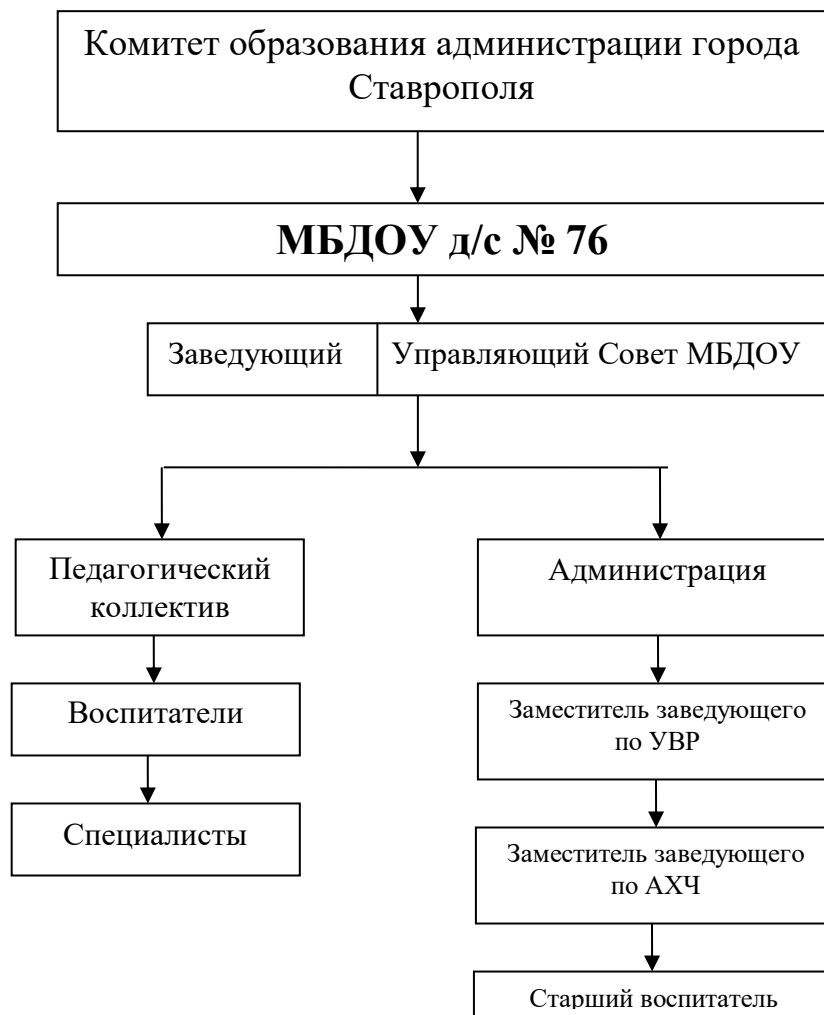 Комитет образования администрации города
Ставрополя
МБДОУ д/с № 76
Заведующий
Управляющий Совет МБДОУ
Педагогический
коллектив
Воспитатели
Специалисты
Администрация
Заместитель заведующего
по УВР
Заместитель заведующего
по АХЧ
Старший воспитатель